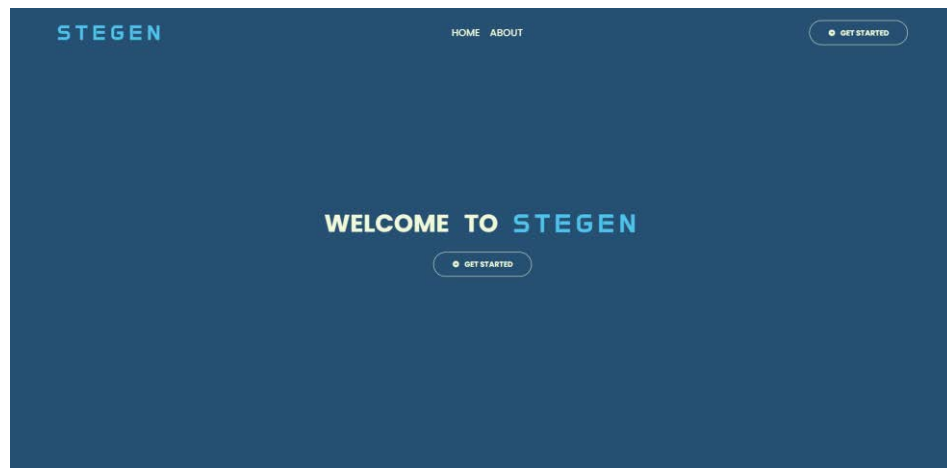 STEGEN
HOME ABOUT
GET STARTED
WELCOME TO STEGEN
GET STARTED